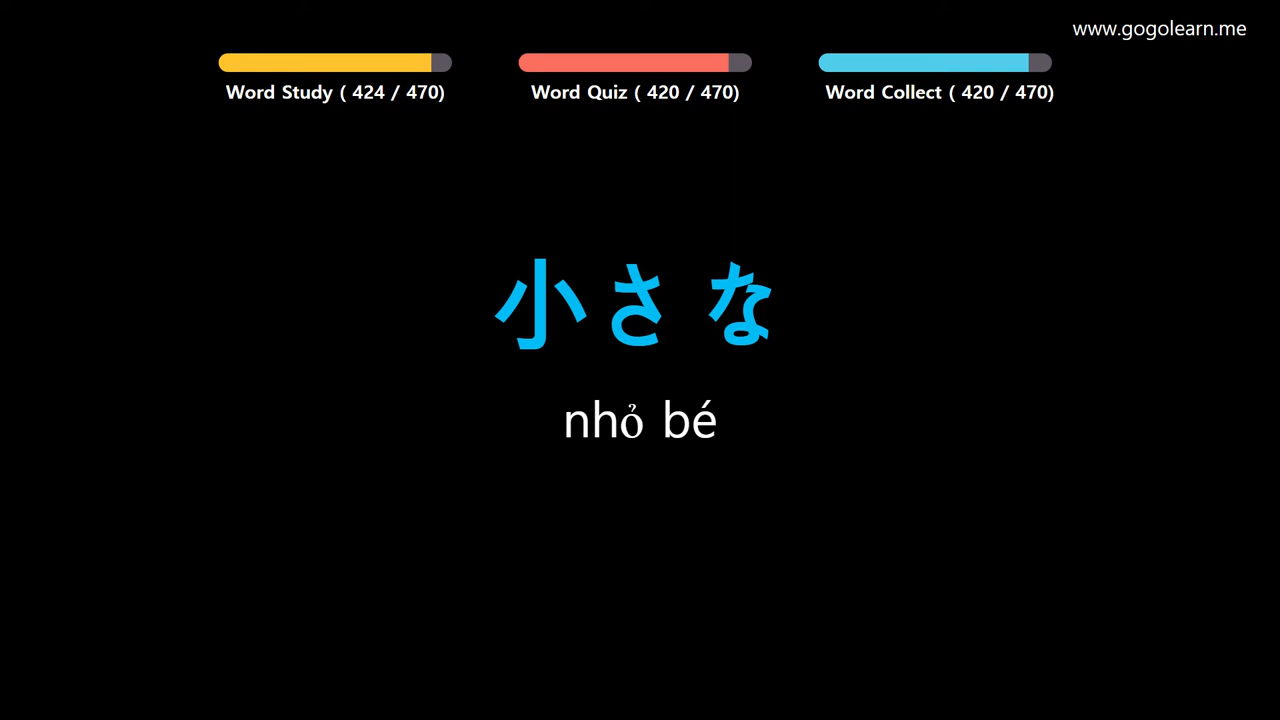 www.gogolearn.me
Word Study ( 424 / 470)
Word Quiz ( 420 / 470)
Word Collect ( 420 / 470)
小さな
nhỏ bé